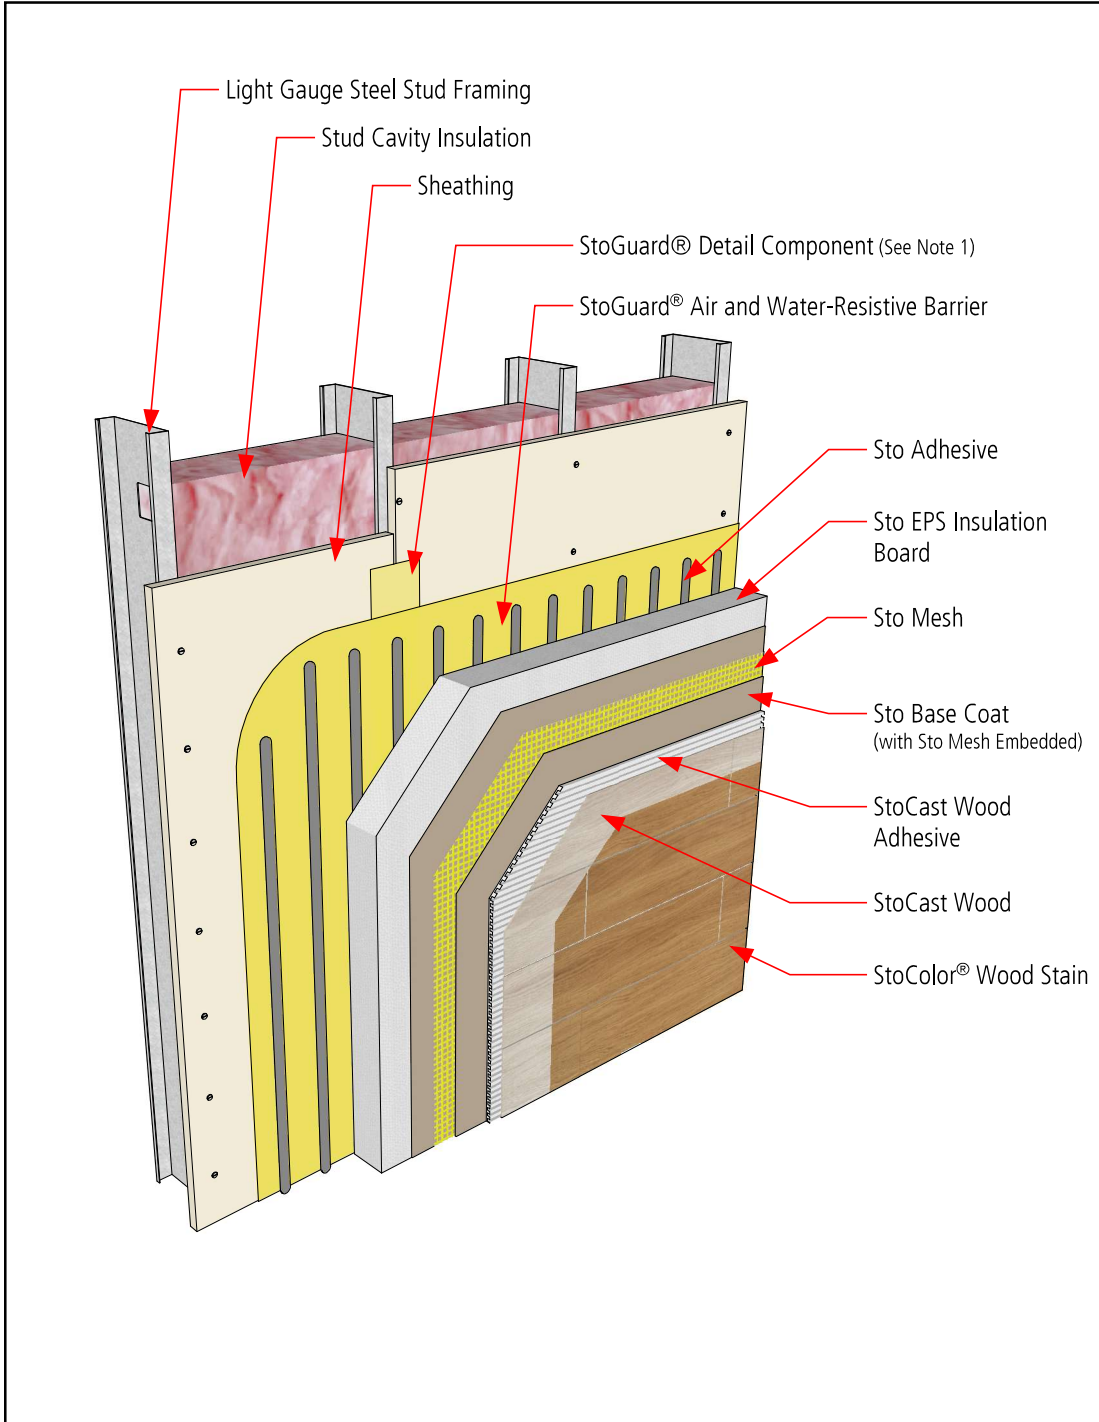 Light Gauge Steel Stud Framing
Stud Cavity Insulation
Sheathing
StoGuard® Detail Component (See Note 1)
StoGuard® Air and Water-Resistive Barrier
Sto Adhesive
Sto EPS Insulation
Board
Sto Mesh
Sto Base Coat
(with Sto Mesh Embedded)
StoCast Wood
Adhesive
StoCast Wood
StoColor® Wood Stain